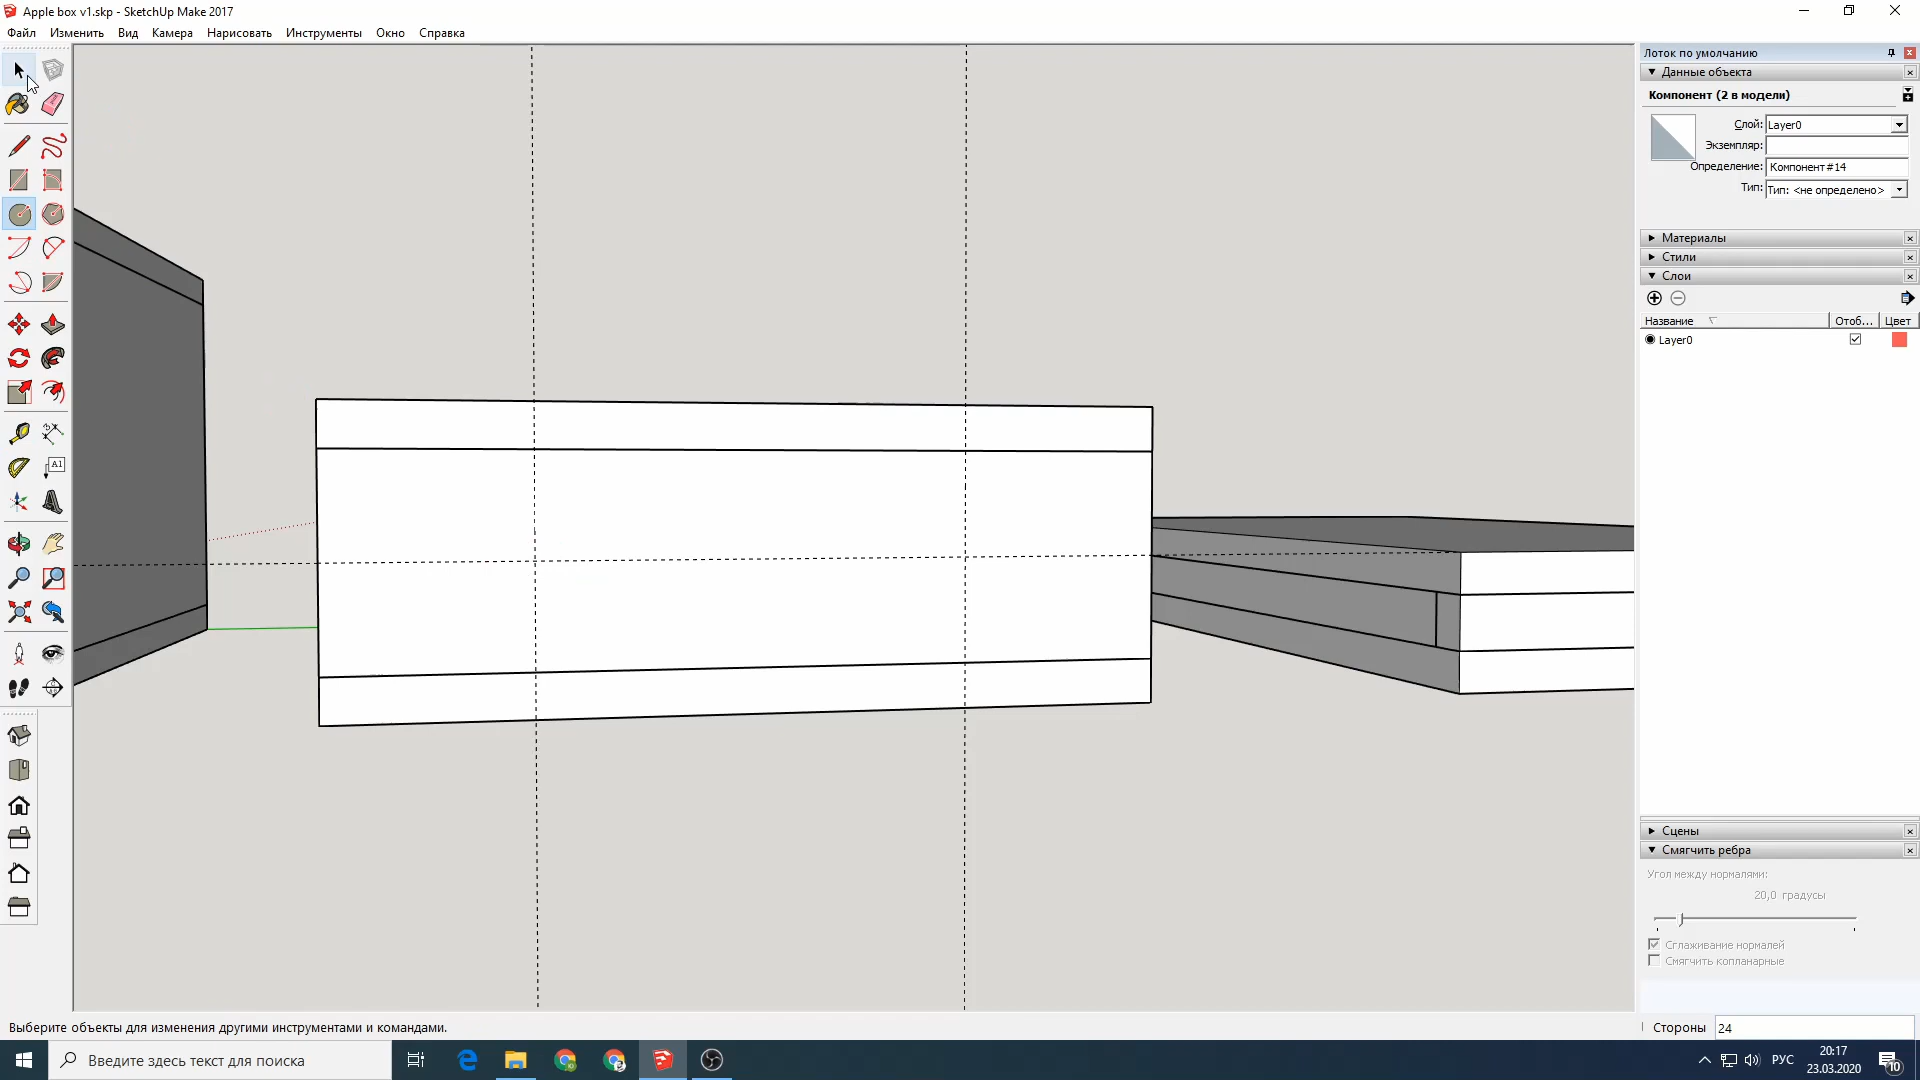 Apple box v1.skp - SketchUp Make 2017
Файл Изменить Вид Камера Нарисовать Инструменты Окно Справка
Лоток по умолчанию
Данные объекта
Компонент (2 в модели)
Слой: Layer0
Экземпляр:
Определение: Компонент#14
Тип: Тип: <не определено>
Материалы
Стили
Слои
Название Отоб... Цвет
Layer0
A1
Сцены
Смягчить ребра
Угол между нормалями:
20,0 градусы
Сглаживание нормалей
Смягчить копланарные
Выберите объекты для изменения другими инструментами и командами.
Стороны 24
Введите здесь текст для поиска
РУС
20:17
23.03.2020
10